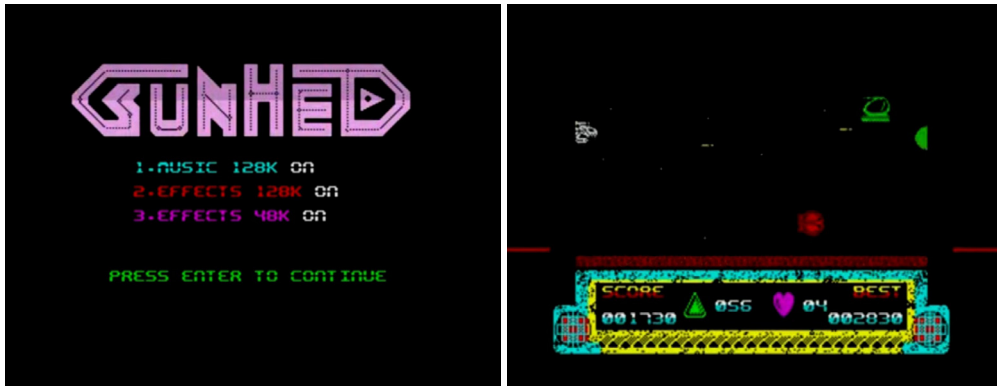 SUNHET
1.MUSIC 128K ON
2.EFFECTS 128K ON
3.EFFECTS 48K ON
PRESS ENTER TO CONTINUE
SCORE 056 04 BEST
001730 002830